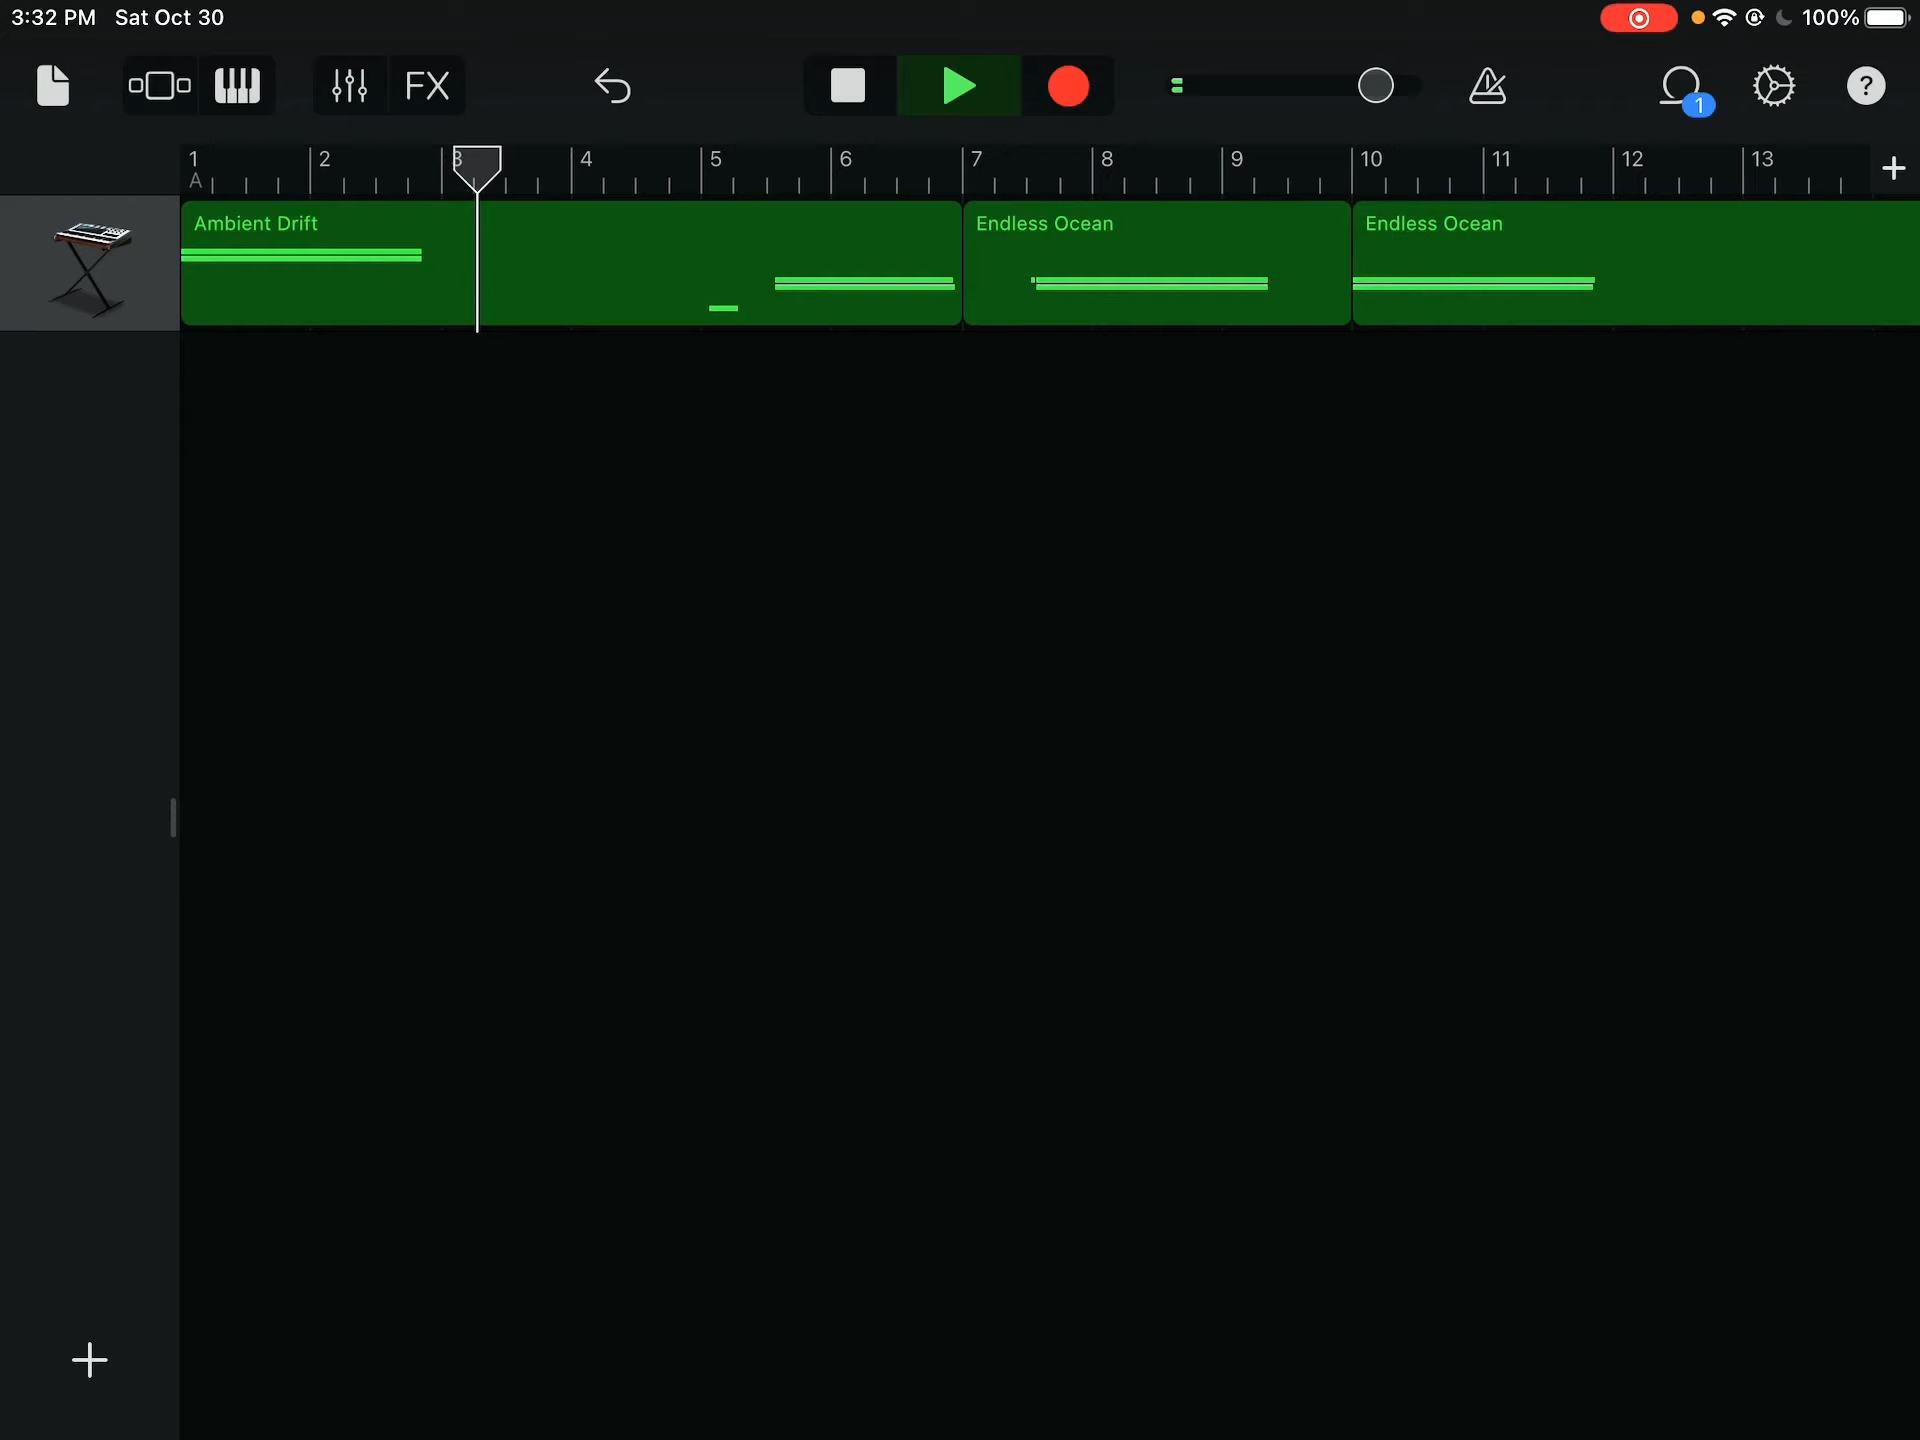 3:32 PM Sat Oct 30 100%
FX
1
?
1 2 3 4 5 6 7 8 9 10 11 12 13
A
Ambient Drift Endless Ocean Endless Ocean